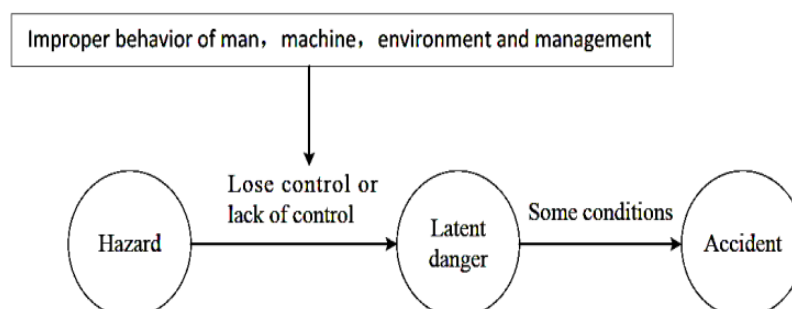 Improper behavior of man，machine，environment and management
Lose control or
lack of control
Some conditions
Hazard
Latent
danger
Accident